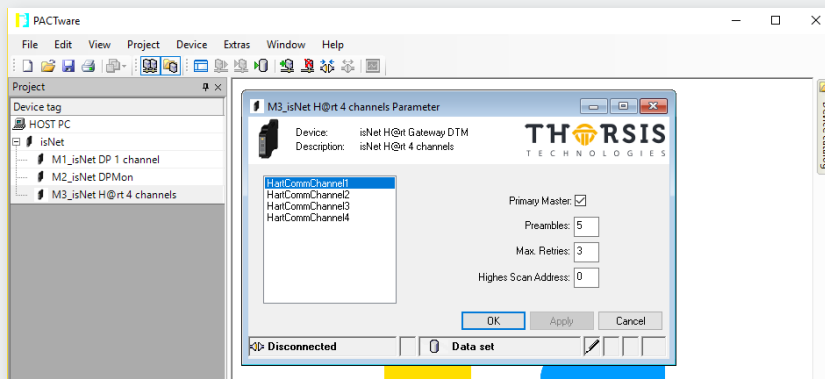 PACTware
File Edit View Project Device Extras Window Help
Project
Device tag
HOST PC
isNet
M1_isNet DP 1 channel
M2_isNet DPMon
M3_isNet H@rt 4 channels
M3_isNet H@rt 4 channels Parameter
Device: isNet H@rt Gateway DTM
Description: isNet H@rt 4 channels
THORSIS
TECHNOLOGIES
HartCommChannel1
HartCommChannel2
HartCommChannel3
HartCommChannel4
Primary Master:
Preambles: 5
Max. Retries: 3
Highes Scan Address: 0
OK Apply Cancel
Disconnected Data set